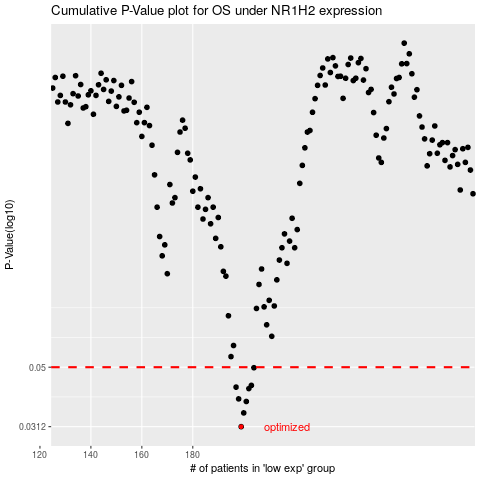 Cumulative P-Value plot for OS under NR1H2 expression
P-Value(log10)
0.05
0.0312
optimized
120 140 160 180
# of patients in 'low exp' group